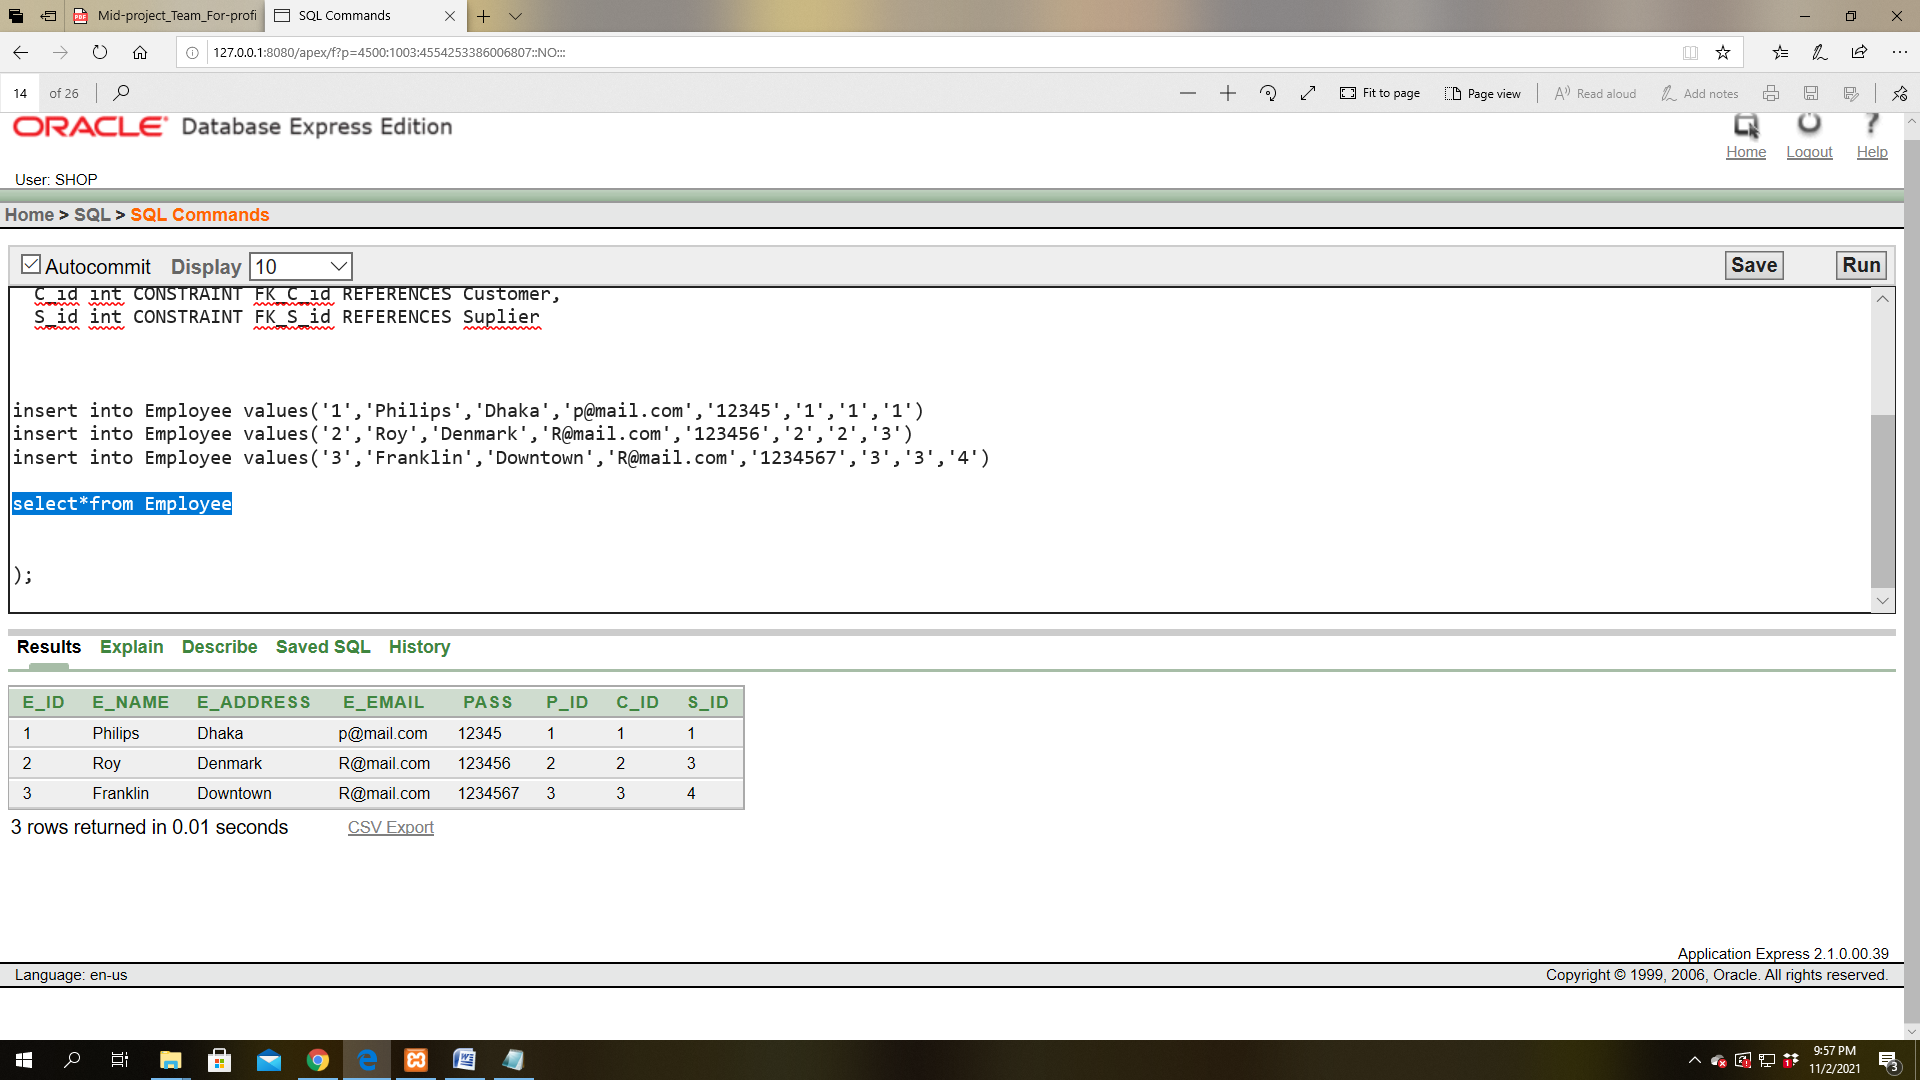 Mid-project_Team_For-profi
SQL Commands
127.0.0.1:8080/apex/f?p=4500:1003:4554253386006807::NO:::
14 of 26
Fit to page
Page view
Read aloud
Add notes
ORACLE Database Express Edition
Home Logout Help
User: SHOP
Home > SQL > SQL Commands
Autocommit Display 10
Save Run
C_id int CONSTRAINT FK_C_id REFERENCES Customer,
S_id int CONSTRAINT FK_S_id REFERENCES Suplier
insert into Employee values('1','Philips','Dhaka','p@mail.com','12345','1','1','1')
insert into Employee values('2','Roy','Denmark','R@mail.com','123456','2','2','3')
insert into Employee values('3','Franklin','Downtown','R@mail.com','1234567','3','3','4')
select*from Employee
);
Results Explain Describe Saved SQL History
E_ID E_NAME E_ADDRESS E_EMAIL PASS P_ID C_ID S_ID
1 Philips Dhaka p@mail.com 12345 1 1 1
2 Roy Denmark R@mail.com 123456 2 2 3
3 Franklin Downtown R@mail.com 1234567 3 3 4
3 rows returned in 0.01 seconds CSV Export
Application Express 2.1.0.00.39
Language: en-us
Copyright © 1999, 2006, Oracle. All rights reserved.
9:57 PM
11/2/2021
3